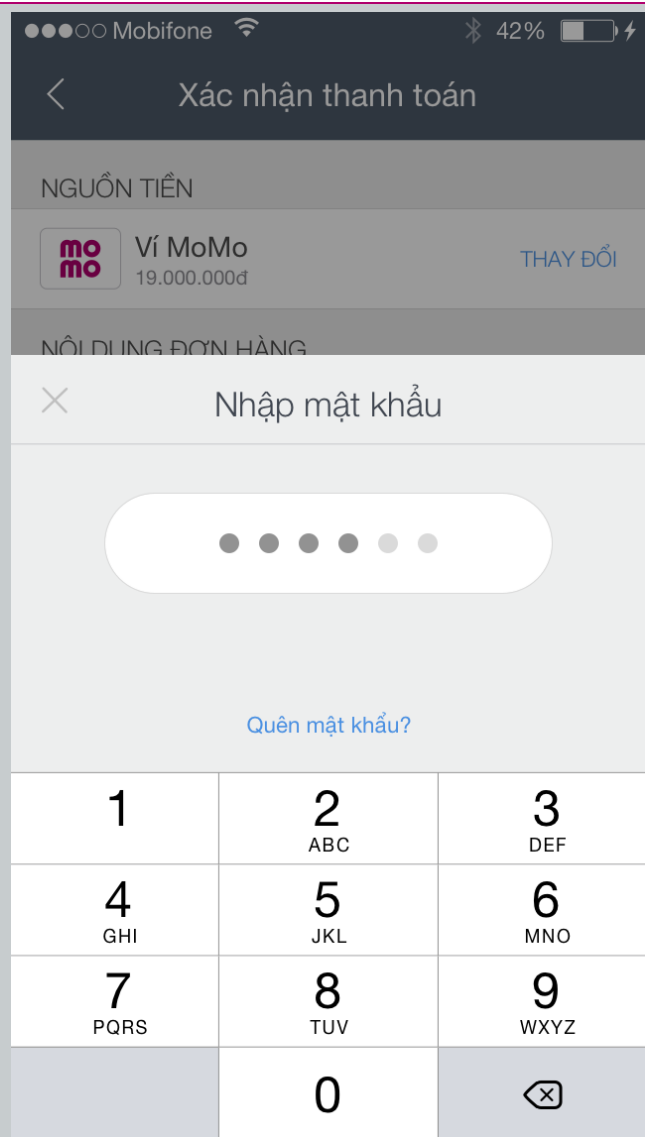 Mobifone 42%
Xác nhận thanh toán
NGUỒN TIỀN
mo
mo
Ví MoMo
19.000.000đ
THAY ĐỔI
NỘI DUNG ĐƠN HÀNG
Nhập mật khẩu
Quên mật khẩu?
1 2 3
ABC DEF
4 5 6
GHI JKL MNO
7 8 9
PQRS TUV WXYZ
0